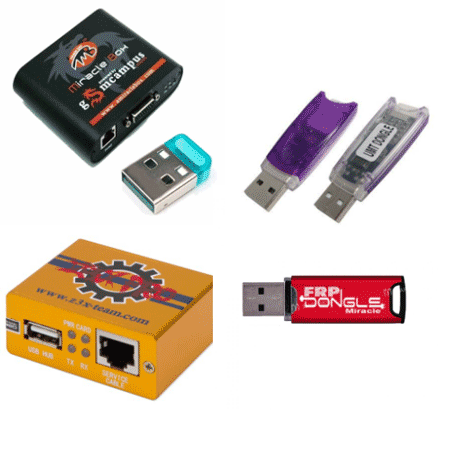 Miracle Box
gsmcampus
UMT DONGLE
www.z3x-team.com
PWR CARD
USB HUB
TX RX
SERVICE
CABLE
FRP
DONGLE
Miracle